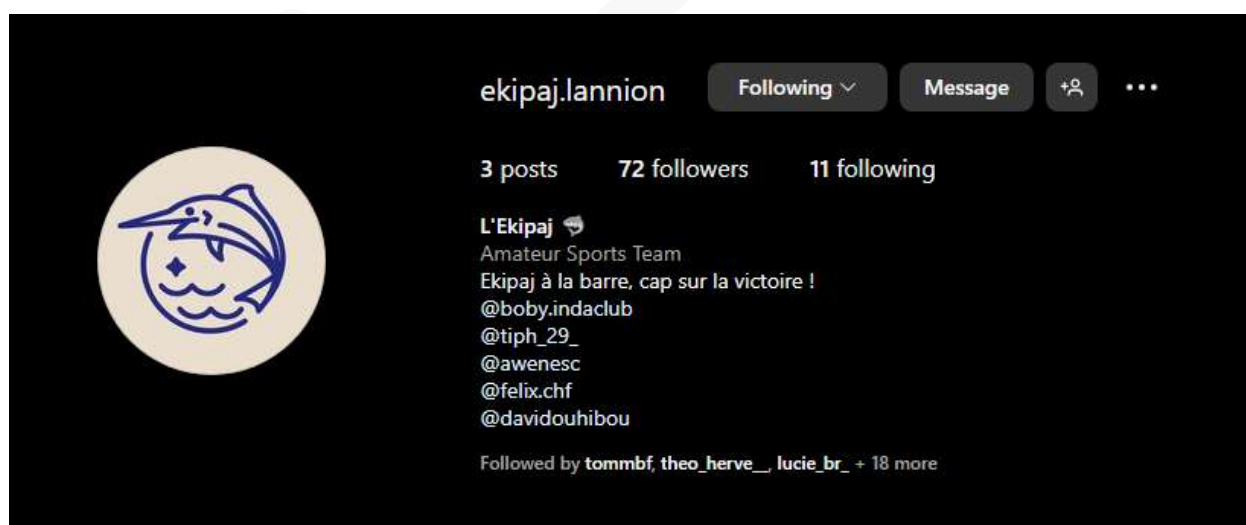 ekipaj.lannion Following Message
3 posts 72 followers 11 following
L'Ekipaj 🦈
Amateur Sports Team
Ekipaj à la barre, cap sur la victoire !
@boby.indaclub
@tiph_29_
@awenesc
@felix.chf
@davidouhibou
Followed by tommbf, theo_herve__, lucie_br_ + 18 more